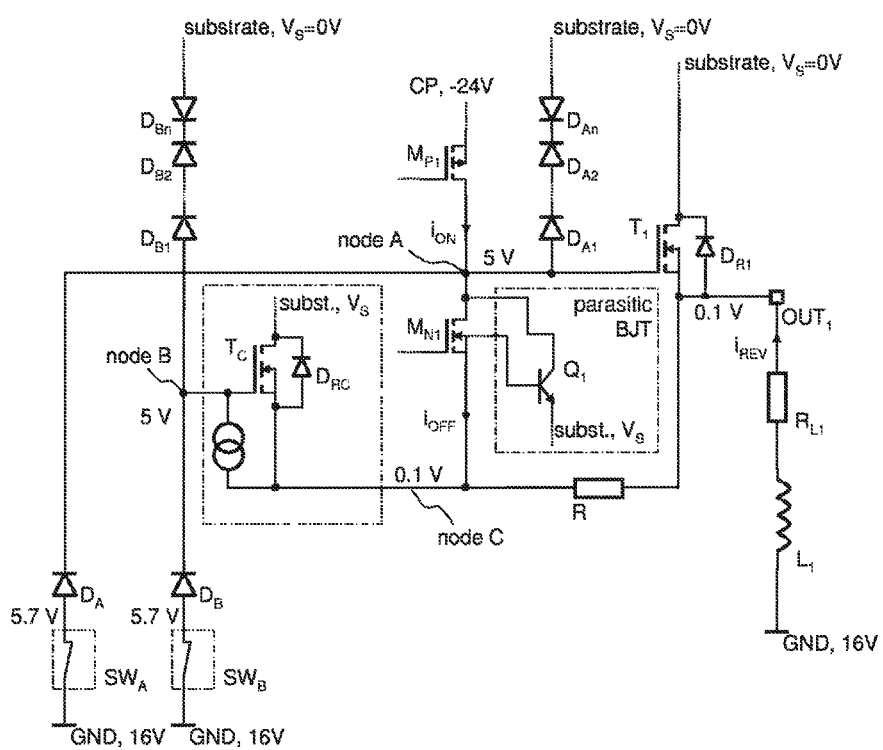 substrate, V_S=0V
substrate, V_S=0V
substrate, V_S=0V
CP, -24V
D_Bn
D_An
M_P1
D_B2
D_A2
D_B1
i_ON
D_A1
T_1
node A
5 V
D_R1
subst., V_S
parasitic
BJT
0.1 V
OUT_1
M_N1
T_C
node B
D_RC
Q_1
i_REV
5 V
i_OFF
subst., V_S
R_L1
0.1 V
R
node C
L_1
D_A
D_B
5.7 V
5.7 V
GND, 16V
SW_A
SW_B
GND, 16V
GND, 16V